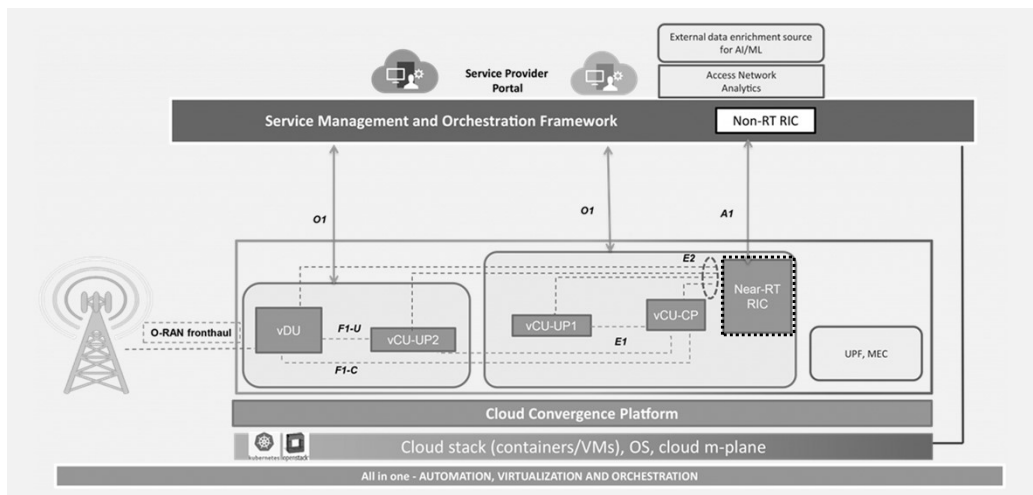 External data enrichment source
for AI/ML
Service Provider
Portal
Access Network
Analytics
Service Management and Orchestration Framework
Non-RT RIC
O1
O1
A1
E2
Near-RT
RIC
O-RAN fronthaul
vDU
F1-U
vCU-UP2
vCU-UP1
vCU-CP
E1
F1-C
UPF, MEC
Cloud Convergence Platform
kubernetes
openstack
Cloud stack (containers/VMs), OS, cloud m-plane
All in one - AUTOMATION, VIRTUALIZATION AND ORCHESTRATION